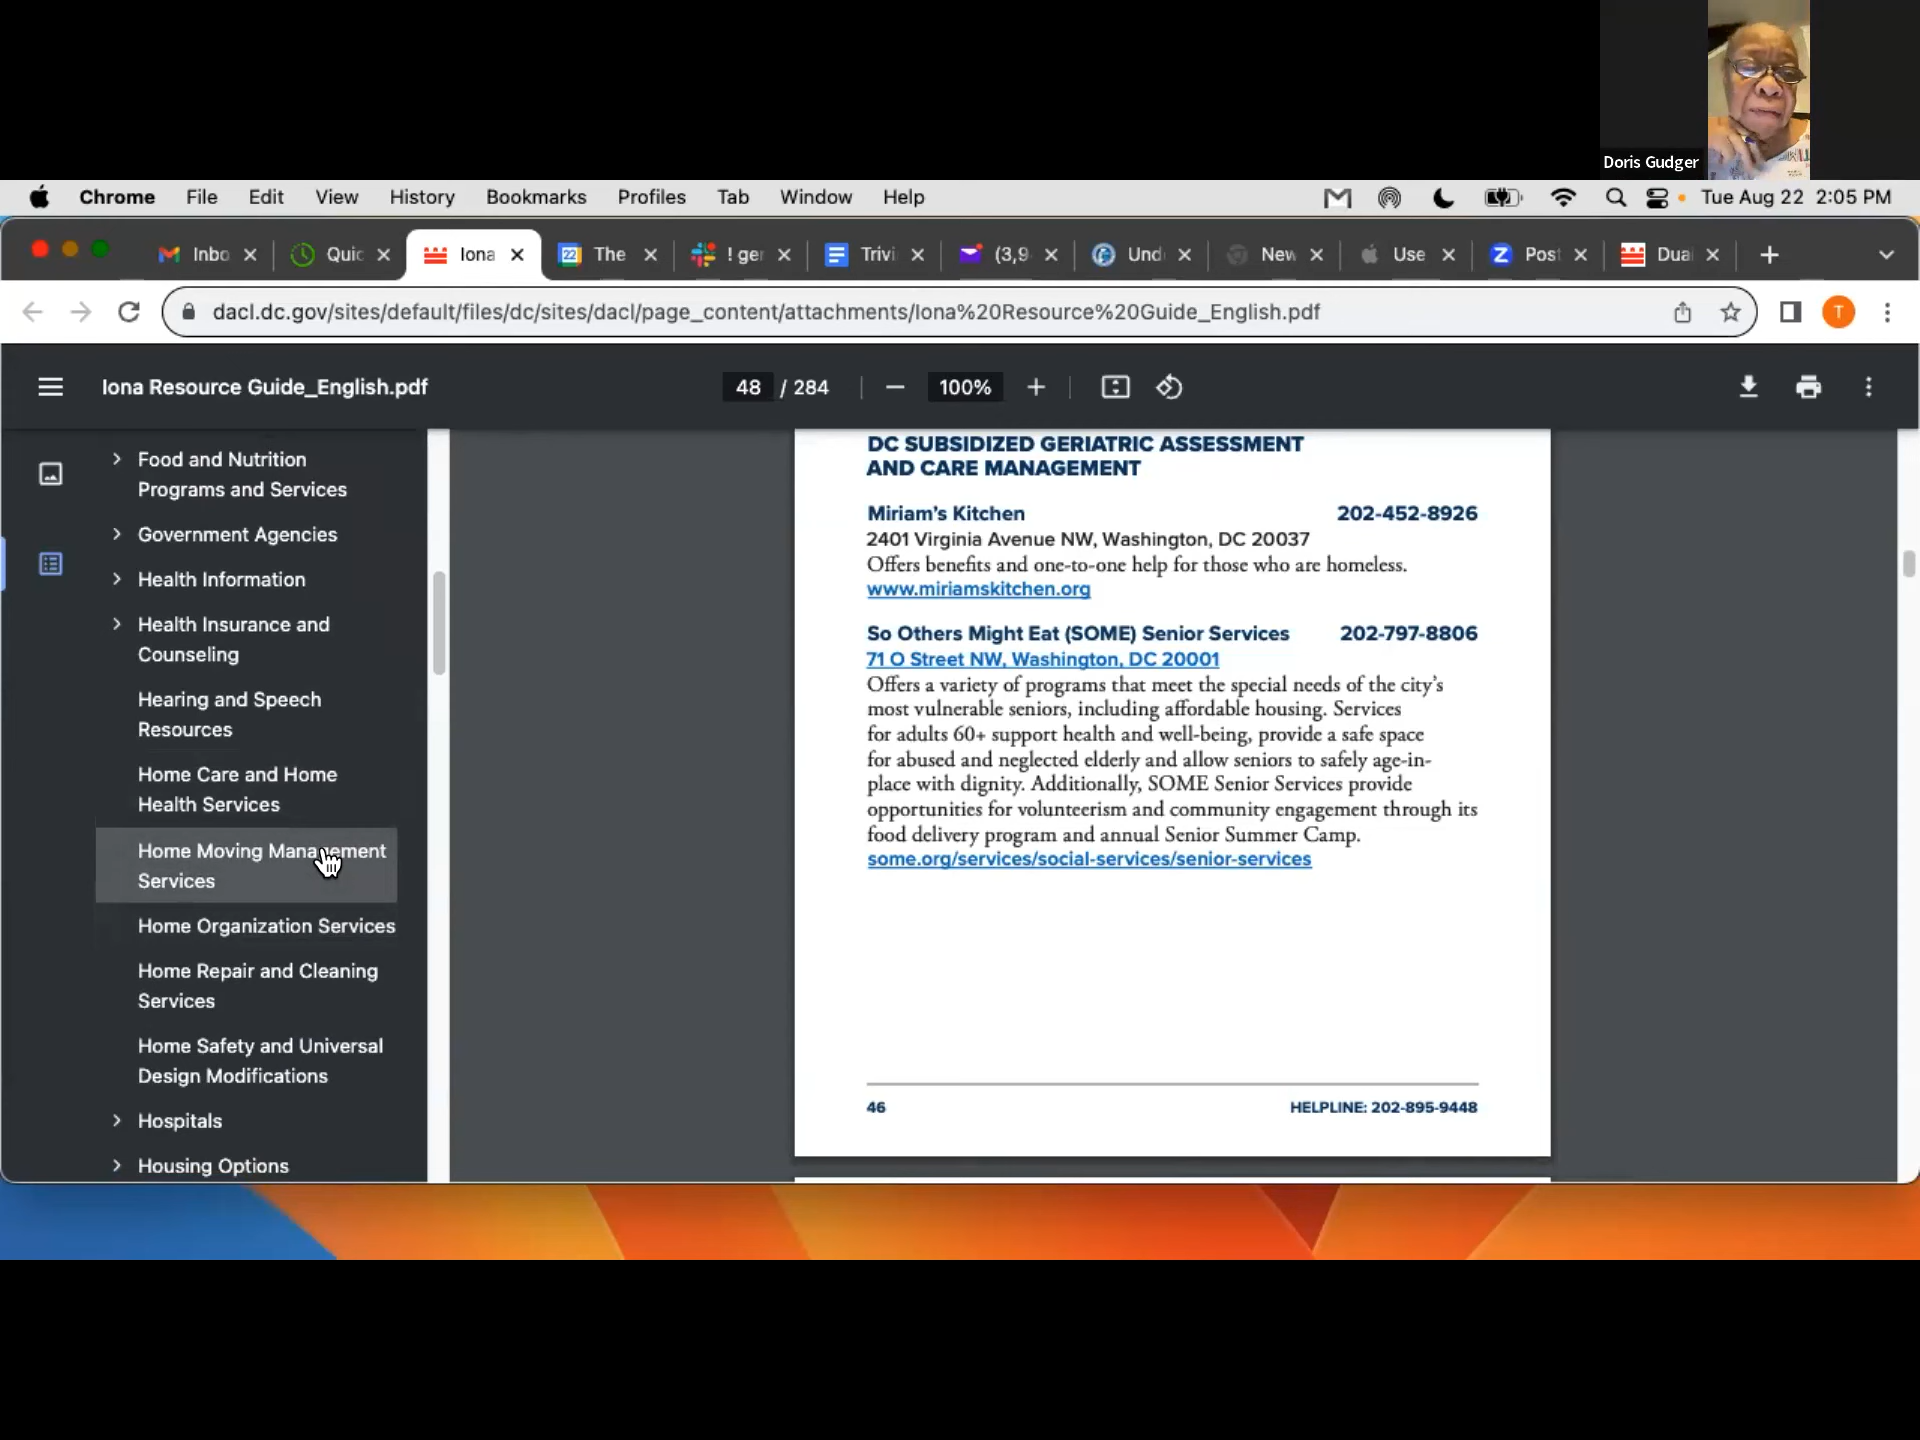 Doris Gudger
Chrome File Edit View History Bookmarks Profiles Tab Window Help Tue Aug 22 2:05 PM
Inbo Quic Iona 22 The ! ger Trivi (3,9 Und New Use Z Post Dua
dacl.dc.gov/sites/default/files/dc/sites/dacl/page_content/attachments/Iona%20Resource%20Guide_English.pdf T
Iona Resource Guide_English.pdf 48 / 284 100%
Food and Nutrition
Programs and Services
Government Agencies
Health Information
Health Insurance and
Counseling
Hearing and Speech
Resources
Home Care and Home
Health Services
Home Moving Management
Services
Home Organization Services
Home Repair and Cleaning
Services
Home Safety and Universal
Design Modifications
Hospitals
Housing Options
DC SUBSIDIZED GERIATRIC ASSESSMENT
AND CARE MANAGEMENT
Miriam's Kitchen 202-452-8926
2401 Virginia Avenue NW, Washington, DC 20037
Offers benefits and one-to-one help for those who are homeless.
www.miriamskitchen.org
So Others Might Eat (SOME) Senior Services 202-797-8806
71 O Street NW, Washington, DC 20001
Offers a variety of programs that meet the special needs of the city's
most vulnerable seniors, including affordable housing. Services
for adults 60+ support health and well-being, provide a safe space
for abused and neglected elderly and allow seniors to safely age-in-
place with dignity. Additionally, SOME Senior Services provide
opportunities for volunteerism and community engagement through its
food delivery program and annual Senior Summer Camp.
some.org/services/social-services/senior-services
46 HELPLINE: 202-895-9448